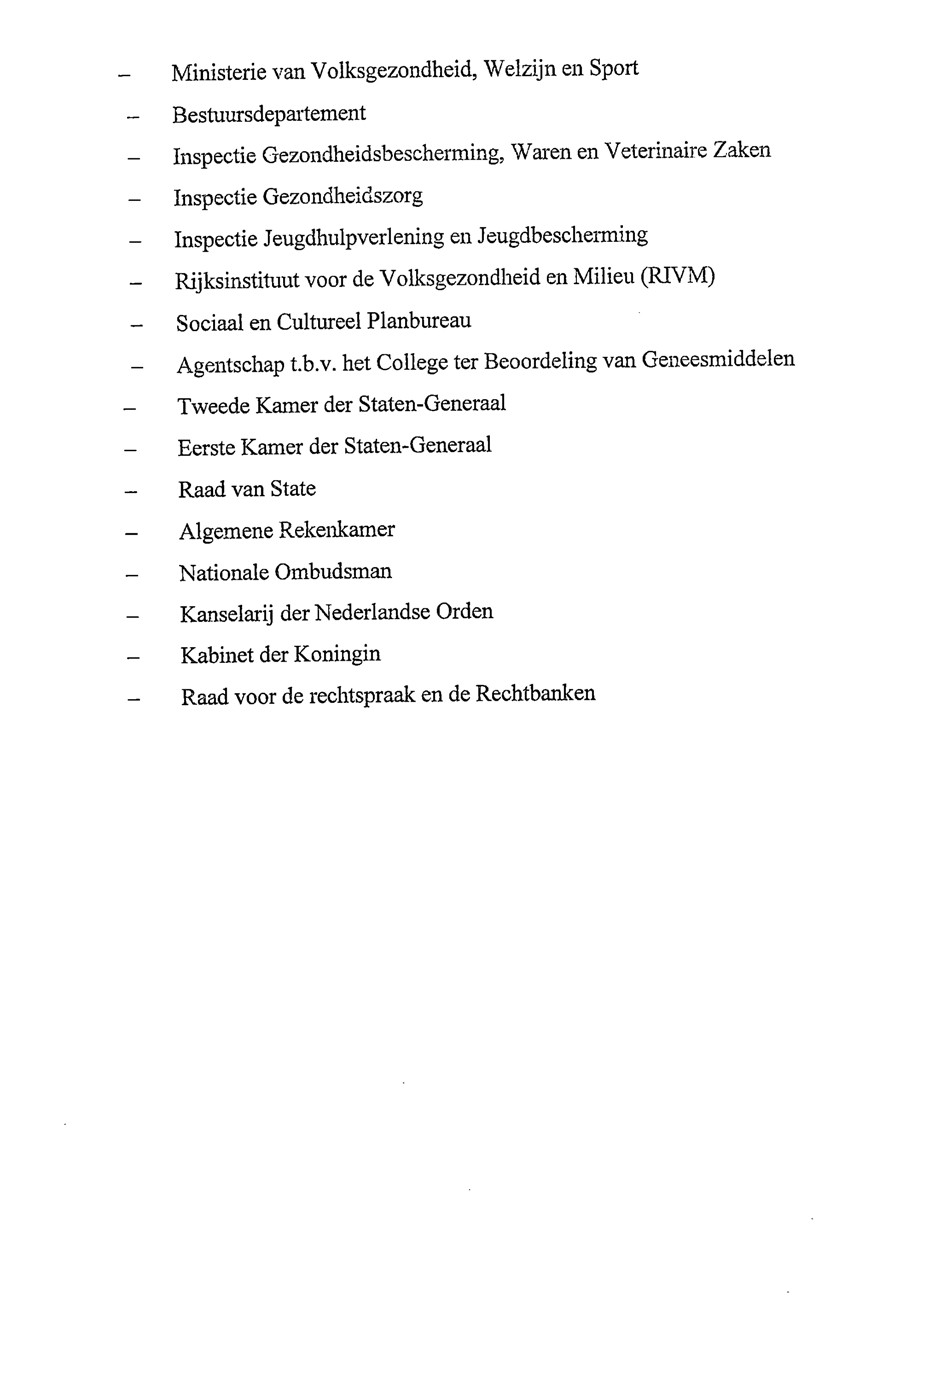 – Ministerie van Volksgezondheid, Welzijn en Sport
– Bestuursdepartement
– Inspectie Gezondheidsbescherming, Waren en Veterinaire Zaken
– Inspectie Gezondheidszorg
– Inspectie Jeugdhulpverlening en Jeugdbescherming
– Rijksinstituut voor de Volksgezondheid en Milieu (RIVM)
– Sociaal en Cultureel Planbureau
– Agentschap t.b.v. het College ter Beoordeling van Geneesmiddelen
– Tweede Kamer der Staten-Generaal
– Eerste Kamer der Staten-Generaal
– Raad van State
– Algemene Rekenkamer
– Nationale Ombudsman
– Kanselarij der Nederlandse Orden
– Kabinet der Koningin
– Raad voor de rechtspraak en de Rechtbanken